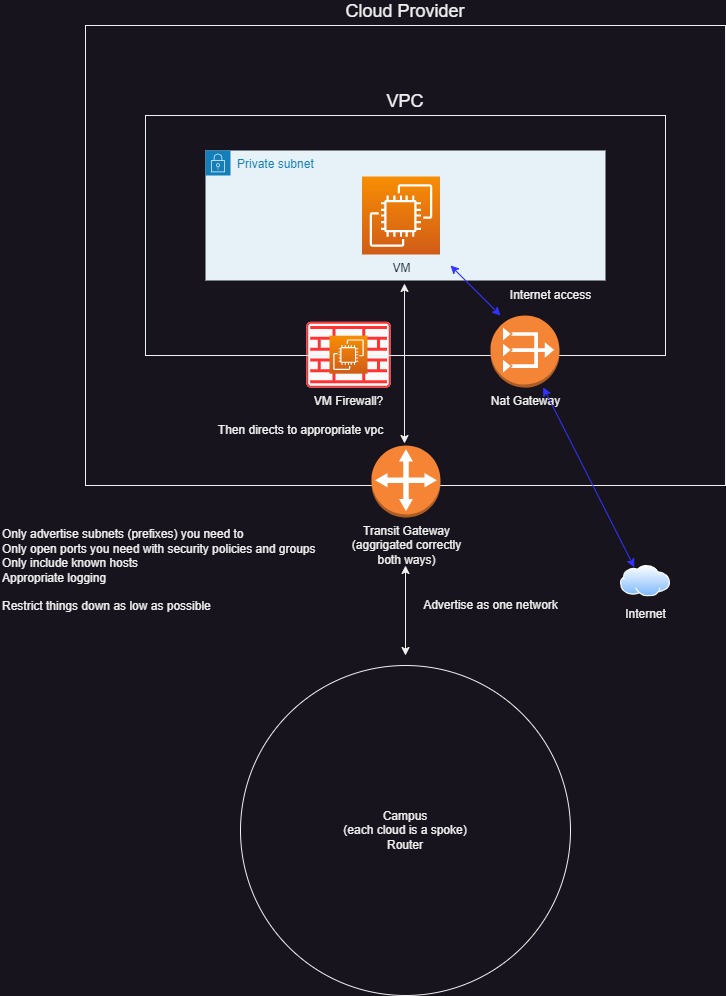 Cloud Provider
VPC
Private subnet
VM
Internet access
VM Firewall?
Nat Gateway
Then directs to appropriate vpc
Transit Gateway
(aggrigated correctly
both ways)
Only advertise subnets (prefixes) you need to
Only open ports you need with security policies and groups
Only include known hosts
Appropriate logging
Restrict things down as low as possible
Advertise as one network
Internet
Campus
(each cloud is a spoke)
Router